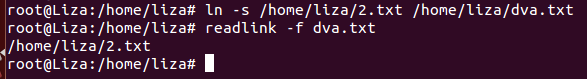 root@Liza:/home/liza# ln -s /home/liza/2.txt /home/liza/dva.txt
root@Liza:/home/liza# readlink -f dva.txt
/home/liza/2.txt
root@Liza:/home/liza#